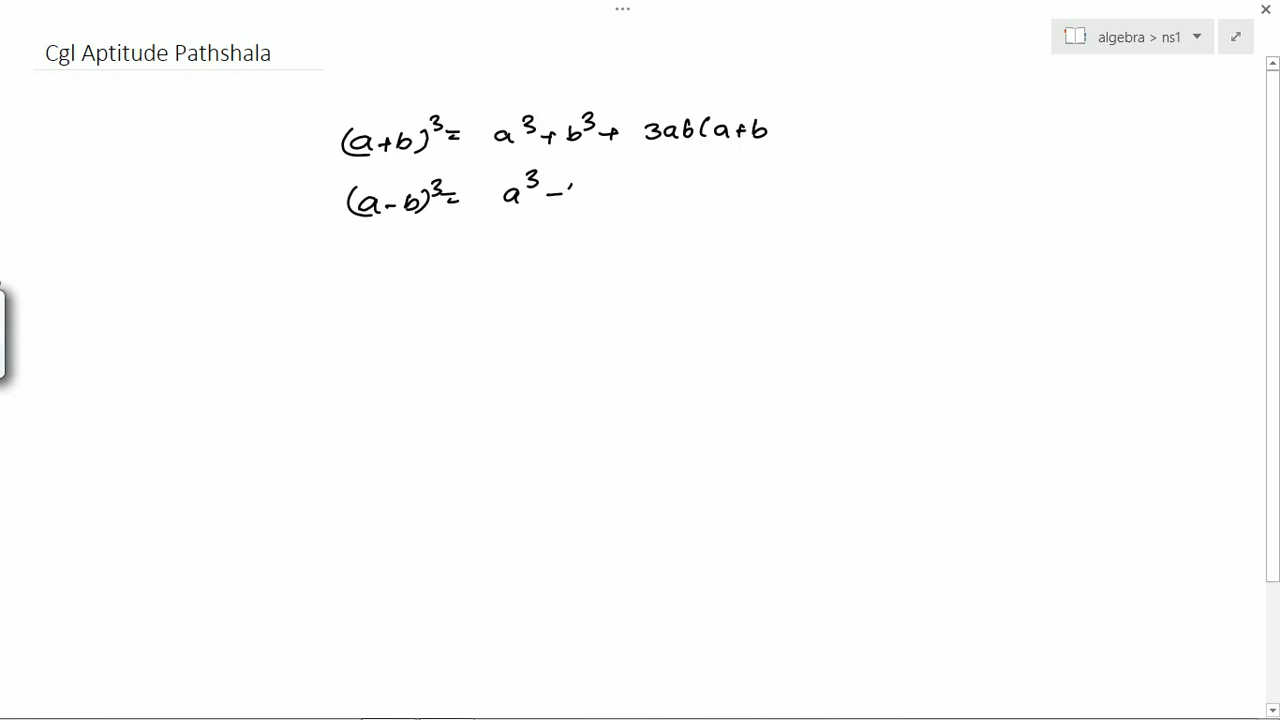 Cgl Aptitude Pathshala
algebra > ns1
(a+b)³= a³+b³+ 3ab(a+b
(a-b)³= a³ -